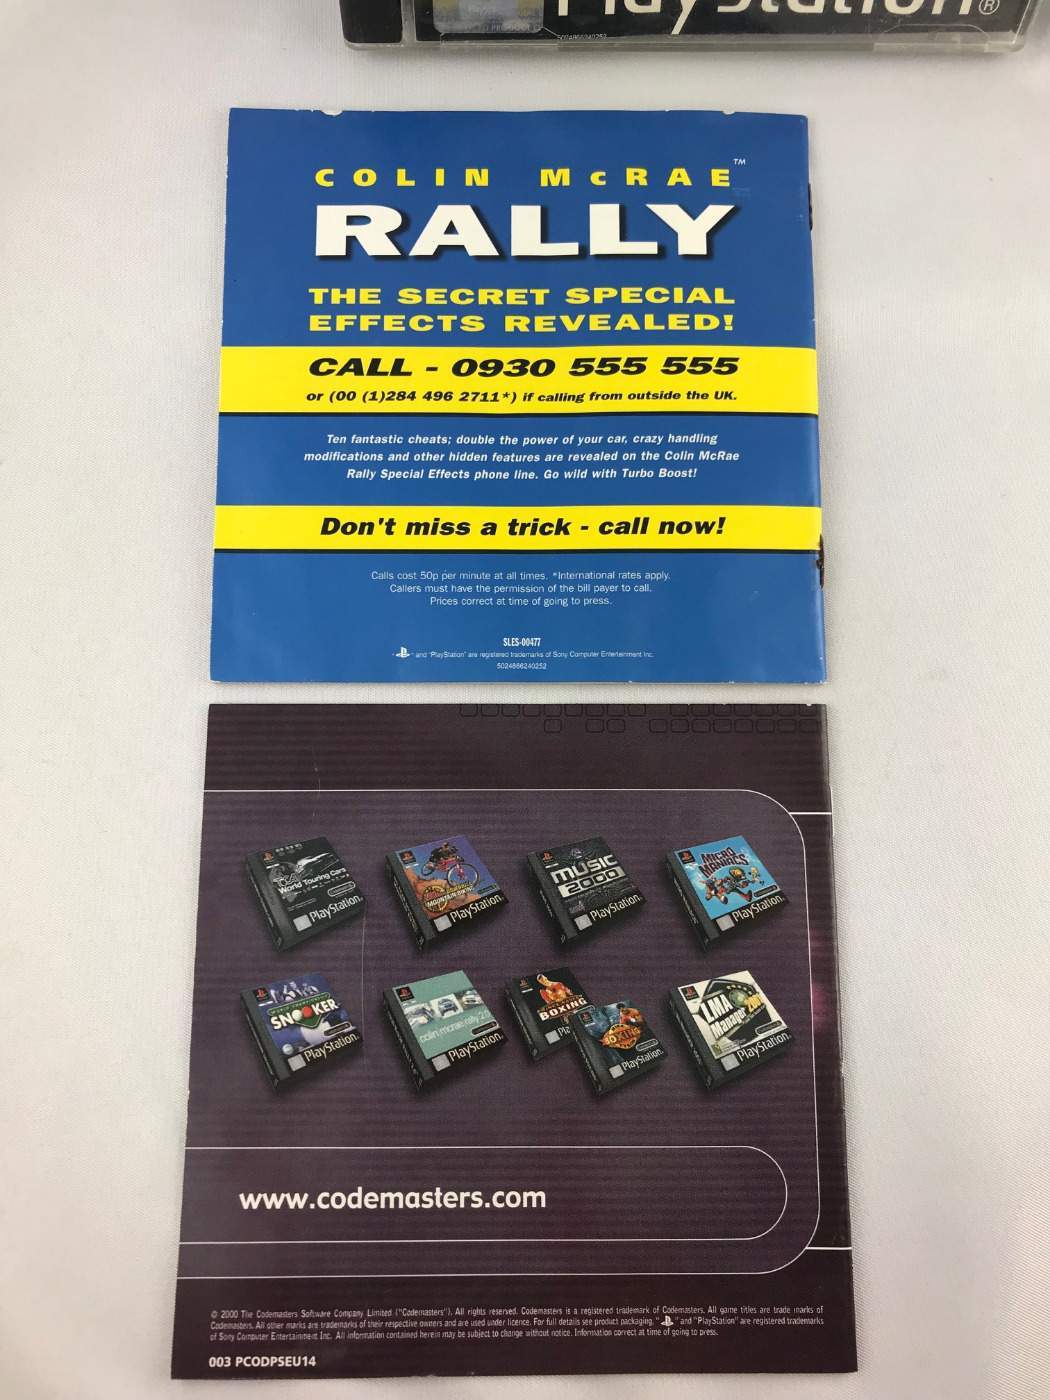 PlayStation®
5024866240252
COLIN McRAE™
RALLY
THE SECRET SPECIAL
EFFECTS REVEALED!
CALL - 0930 555 555
or (00 (1)284 496 2711*) if calling from outside the UK.
Ten fantastic cheats; double the power of your car, crazy handling
modifications and other hidden features are revealed on the Colin McRae
Rally Special Effects phone line. Go wild with Turbo Boost!
Don't miss a trick - call now!
Calls cost 50p per minute at all times. *International rates apply.
Callers must have the permission of the bill payer to call.
Prices correct at time of going to press.
SLES-00477
" and "PlayStation" are registered trademarks of Sony Computer Entertainment Inc.
5024866240252
World Touring Cars
PlayStation
MOUNTAIN BIKING
PlayStation
MUSIC
2000
PlayStation
MICRO
MANIACS
PlayStation
WORLD CHAMPIONSHIP
SNOOKER
PlayStation
colin mcrae rally 2.0
PlayStation
BOXING
PlayStation
LMA
Manager 2001
PlayStation
www.codemasters.com
© 2000 The Codemasters Software Company Limited ("Codemasters"). All rights reserved. Codemasters is a registered trademark of Codemasters. All game titles are trade marks of
Codemasters. All other marks are trademarks of their respective owners and are used under licence. For full details see product packaging. " " and "PlayStation" are registered trademarks
of Sony Computer Entertainment Inc. All information contained herein may be subject to change without notice. Information correct at time of going to press.
003 PCODPSEU14